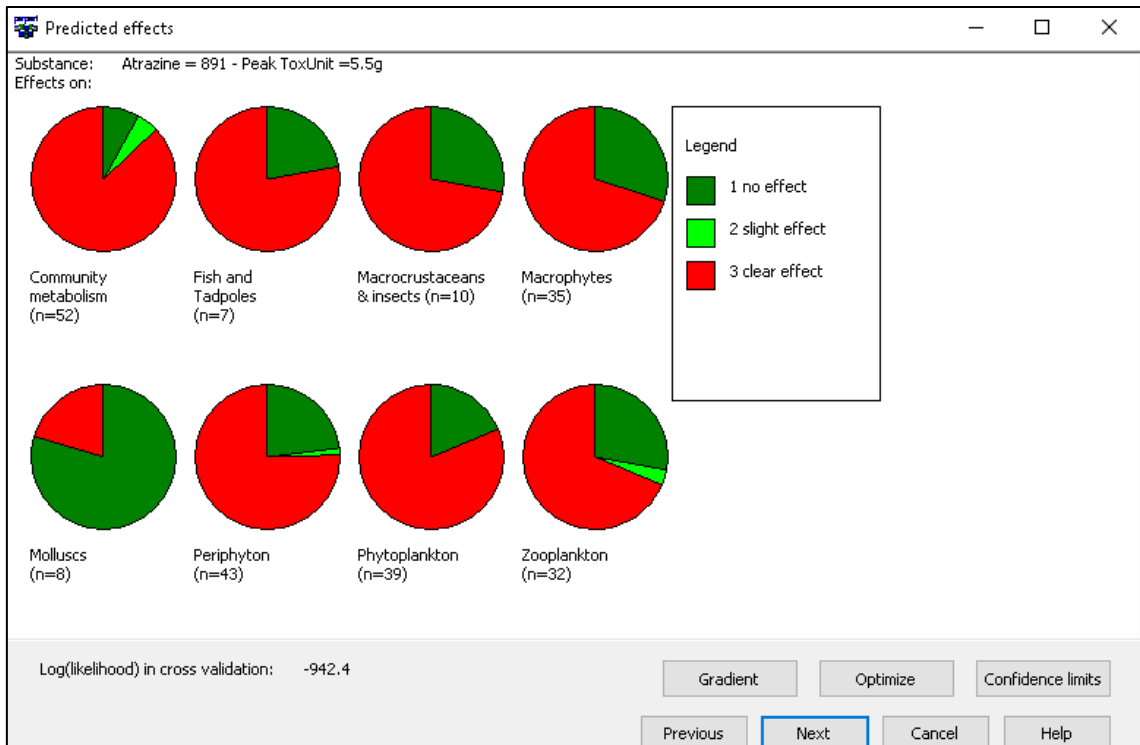 Predicted effects
Substance: Atrazine = 891 - Peak ToxUnit =5.5g
Effects on:
Legend
1 no effect
2 slight effect
3 clear effect
Community
metabolism
(n=52)
Fish and
Tadpoles
(n=7)
Macrocrustaceans
& insects (n=10)
Macrophytes
(n=35)
Molluscs
(n=8)
Periphyton
(n=43)
Phytoplankton
(n=39)
Zooplankton
(n=32)
Log(likelihood) in cross validation: -942.4
Gradient
Optimize
Confidence limits
Previous
Next
Cancel
Help